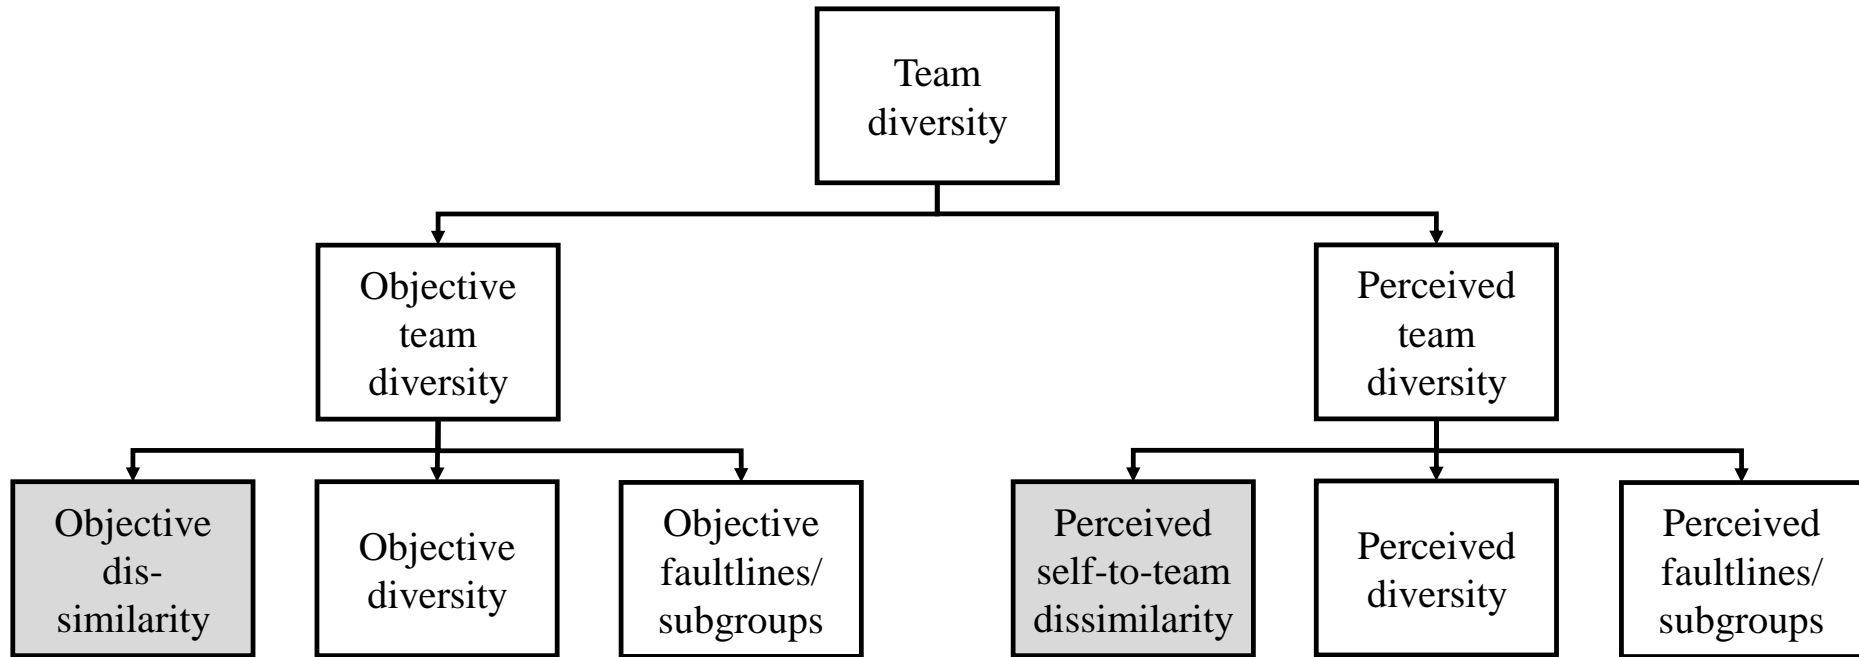 Team
diversity
Objective
team
diversity
Perceived
team
diversity
Objective
dis-
similarity
Objective
diversity
Objective
faultlines/
subgroups
Perceived
self-to-team
dissimilarity
Perceived
diversity
Perceived
faultlines/
subgroups